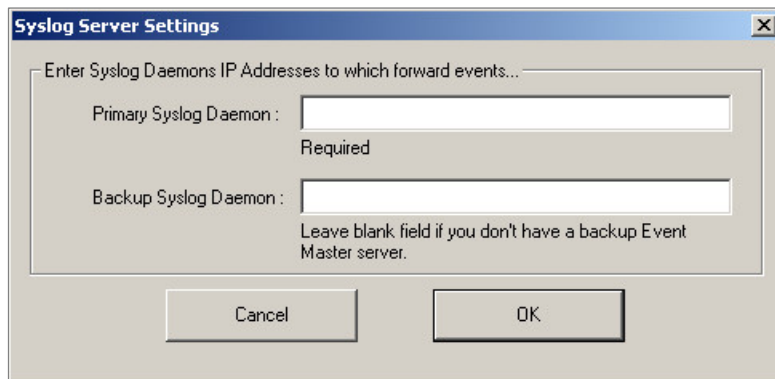 Syslog Server Settings
Enter Syslog Daemons IP Addresses to which forward events...
Primary Syslog Daemon :
Required
Backup Syslog Daemon :
Leave blank field if you don't have a backup Event
Master server.
Cancel
OK